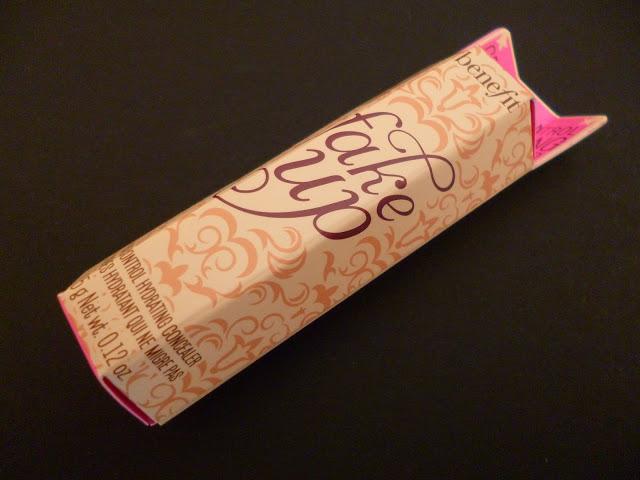 benefit
fake
up
CONTROL HYDRATING CONCEALER
HYDRATANT QUI NE MIGRE PAS
g Net wt. 0.12 oz.